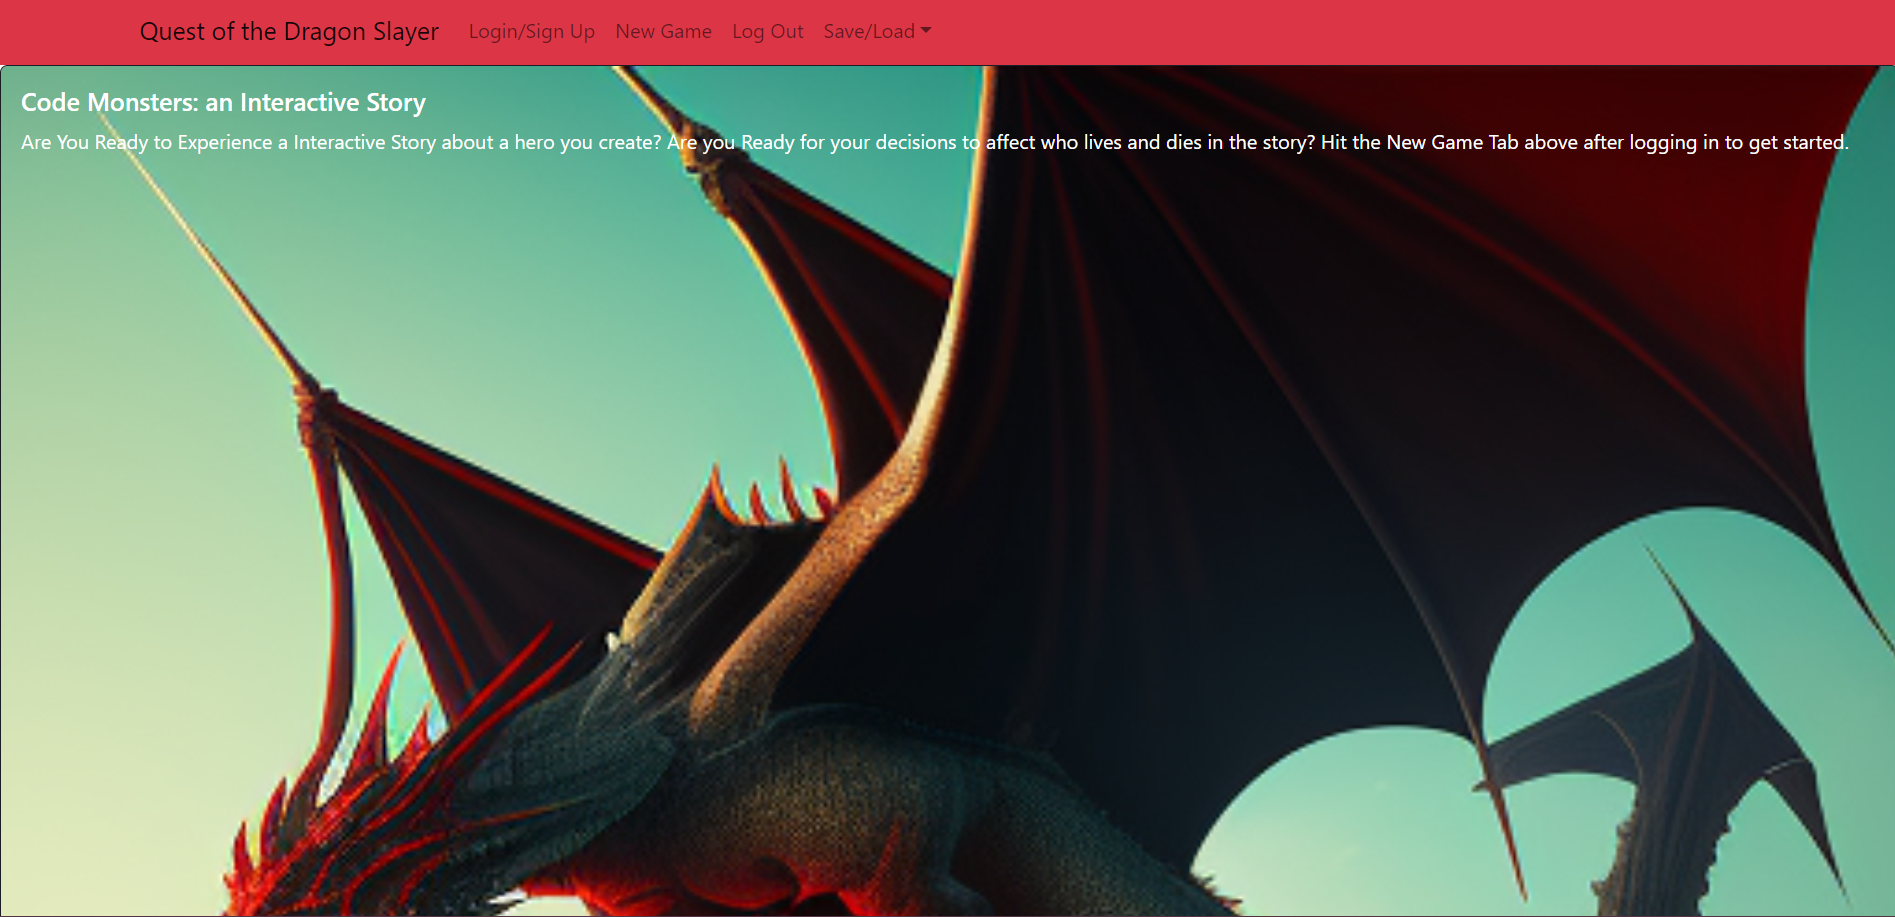 Quest of the Dragon Slayer Login/Sign Up New Game Log Out Save/Load
Code Monsters: an Interactive Story
Are You Ready to Experience a Interactive Story about a hero you create? Are you Ready for your decisions to affect who lives and dies in the story? Hit the New Game Tab above after logging in to get started.